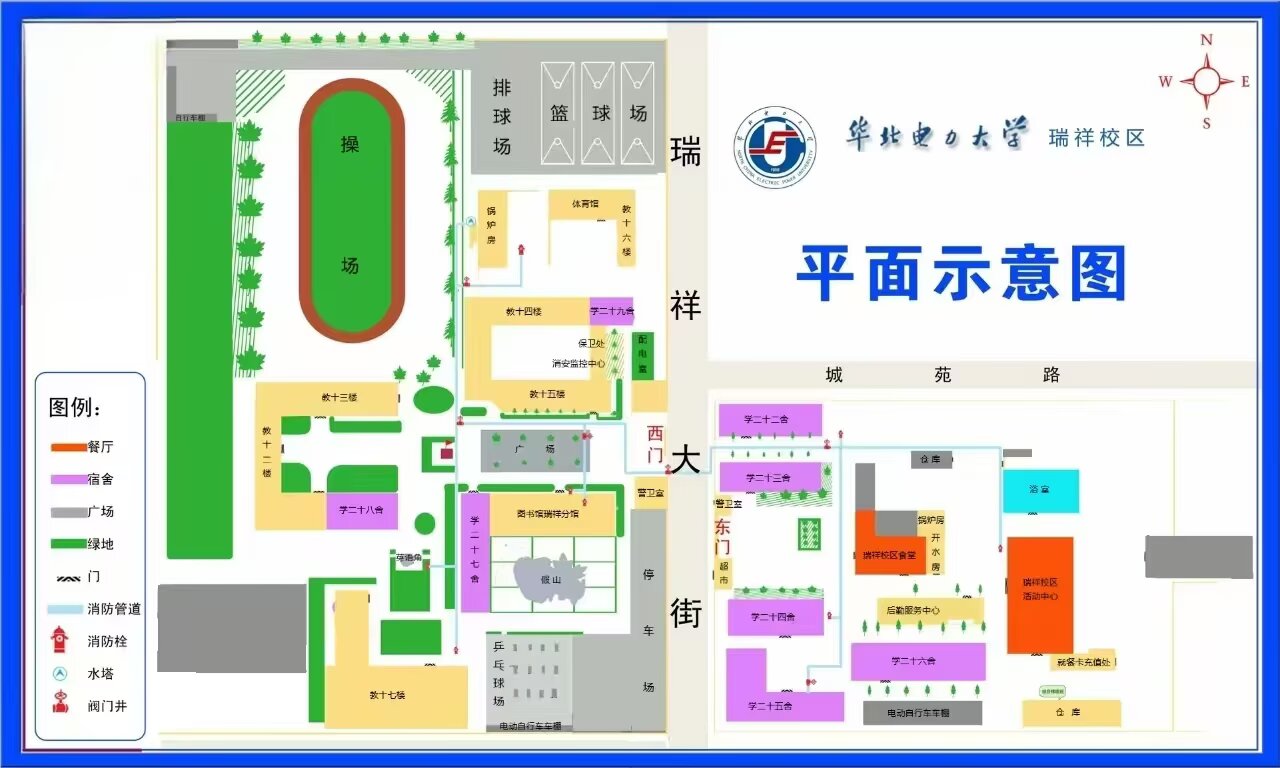 N
W
E
S
华北电力大学
瑞祥校区
NORTH CHINA ELECTRIC POWER UNIVERSITY
1958
平面示意图
图例:
餐厅
宿舍
广场
绿地
门
消防管道
消防栓
水塔
阀门井
自行车棚
操场
排球场
篮球场
瑞祥大街
锅炉房
体育馆
教十六楼
教十四楼
学二十九舍
保卫处
消安监控中心
配电室
教十五楼
教十三楼
教十二楼
学二十八舍
广场
西门
警卫室
图书馆瑞祥分馆
学二十七舍
英语角
假山
停车场
乒乓球场
电动自行车车棚
教十七楼
城苑路
学二十二舍
学二十三舍
警卫室
东门
超市
仓库
浴室
锅炉房
开水房
瑞祥校区食堂
瑞祥校区
活动中心
后勤服务中心
学二十四舍
学二十六舍
学二十五舍
就餐卡充值处
仓库
电动自行车车棚